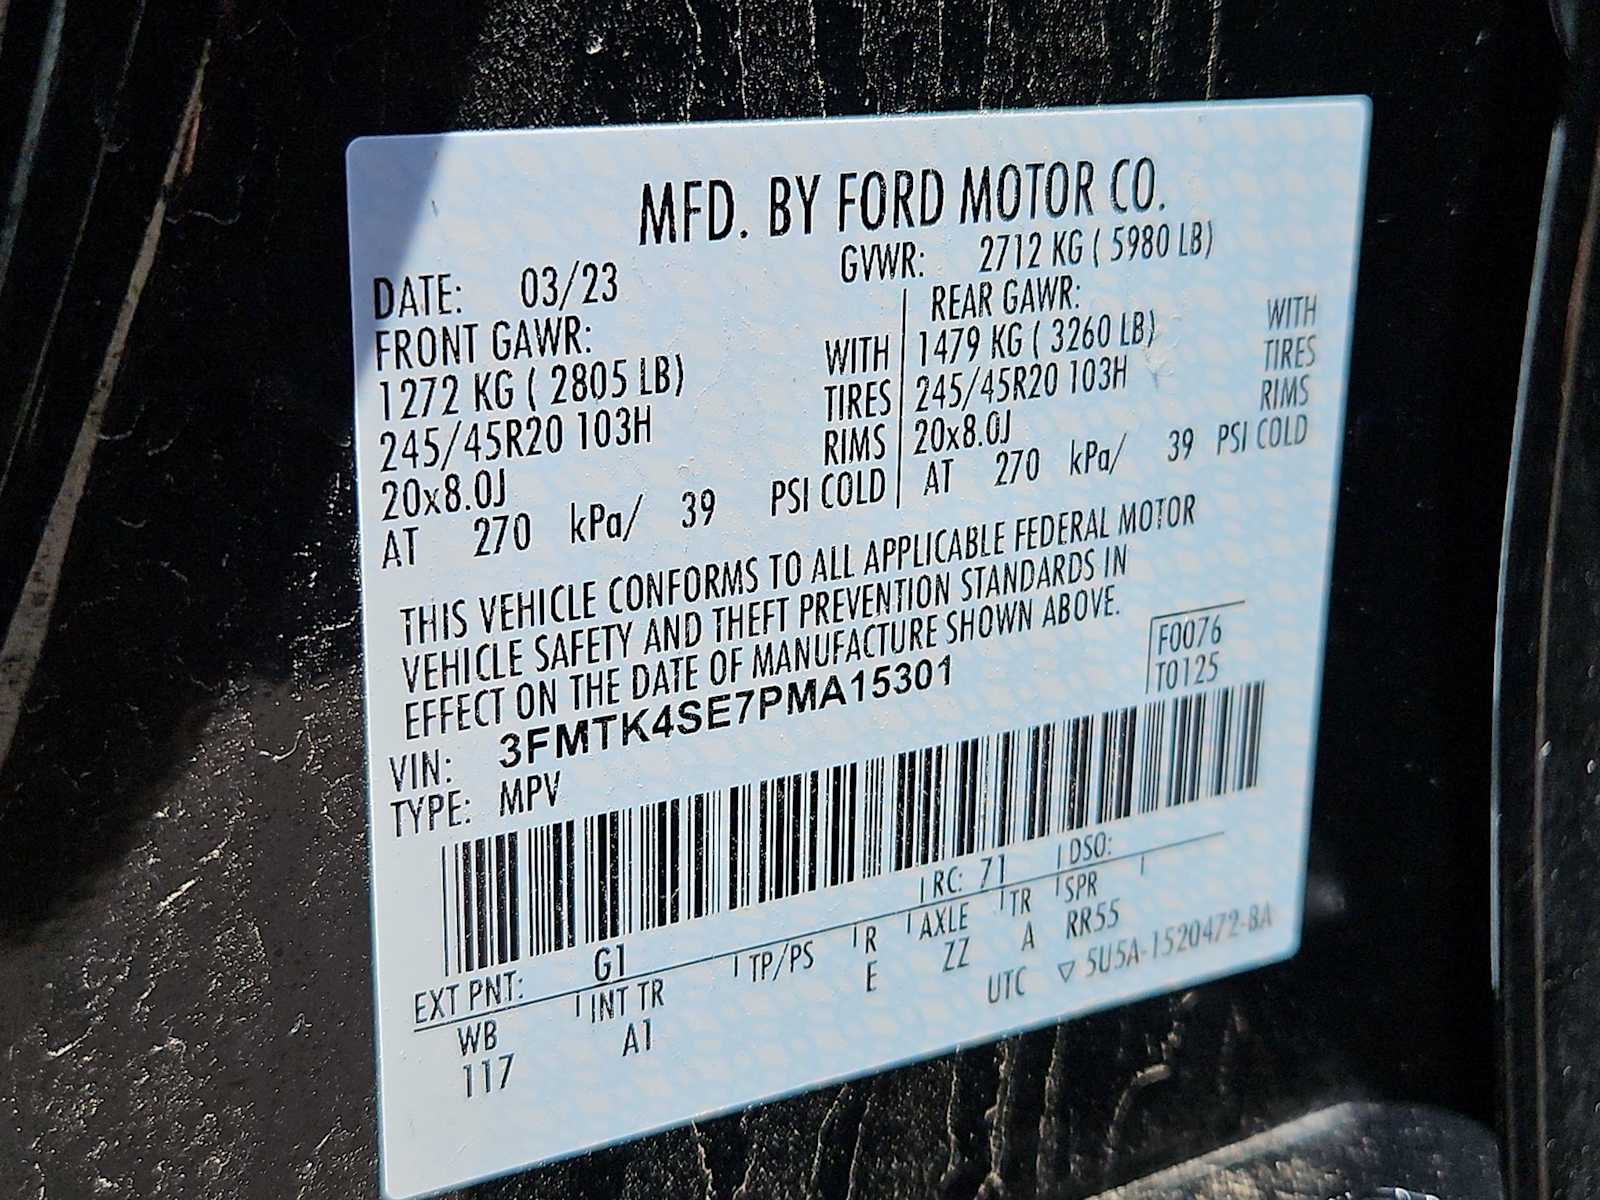 MFD. BY FORD MOTOR CO.
DATE: 03/23 GVWR: 2712 KG ( 5980 LB)
FRONT GAWR: REAR GAWR:
1272 KG ( 2805 LB) WITH 1479 KG ( 3260 LB) WITH
245/45R20 103H TIRES 245/45R20 103H TIRES
20x8.0J RIMS 20x8.0J RIMS
AT 270 kPa/ 39 PSI COLD AT 270 kPa/ 39 PSI COLD
THIS VEHICLE CONFORMS TO ALL APPLICABLE FEDERAL MOTOR
VEHICLE SAFETY AND THEFT PREVENTION STANDARDS IN
EFFECT ON THE DATE OF MANUFACTURE SHOWN ABOVE.
VIN: 3FMTK4SE7PMA15301 F0076
TYPE: MPV T0125
EXT PNT: G1 RC: 71 DSO:
WB INT TR TP/PS R AXLE TR SPR
117 A1 E ZZ A RR55
UTC ▽ 5U5A-1520472-BA